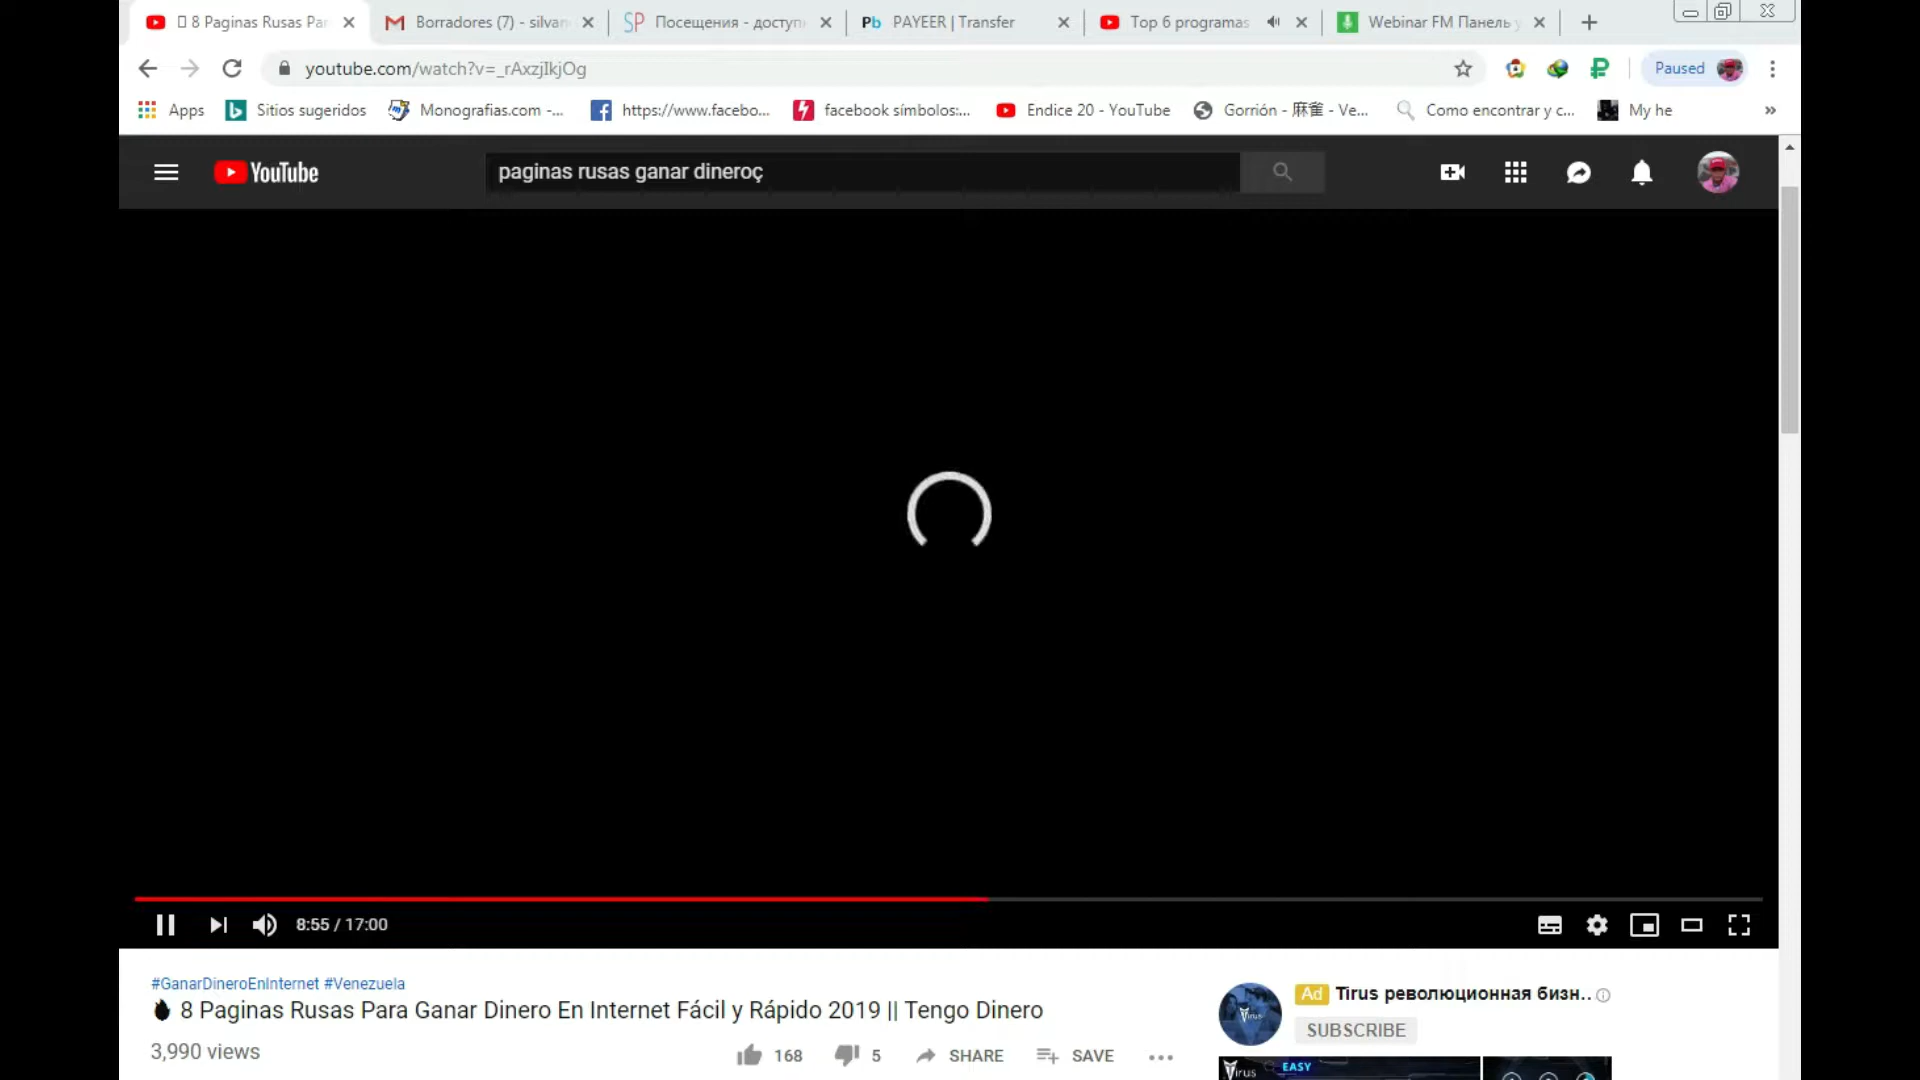 8 Paginas Rusas Par
Borradores (7) - silvan
SP Посещения - доступн
Pb PAYEER | Transfer
Top 6 programas
Webinar FM Панель у
youtube.com/watch?v=_rAxzjIkjOg
Paused
Apps
Sitios sugeridos
Monografias.com -...
https://www.facebo...
facebook símbolos:...
Endice 20 - YouTube
Gorrión - 麻雀 - Ve...
Como encontrar y c...
My he
YouTube
paginas rusas ganar dineroç
8:55 / 17:00
#GanarDineroEnInternet #Venezuela
8 Paginas Rusas Para Ganar Dinero En Internet Fácil y Rápido 2019 || Tengo Dinero
3,990 views
168
5
SHARE
SAVE
Ad Tirus революционная бизн..
SUBSCRIBE
Tirus
EASY